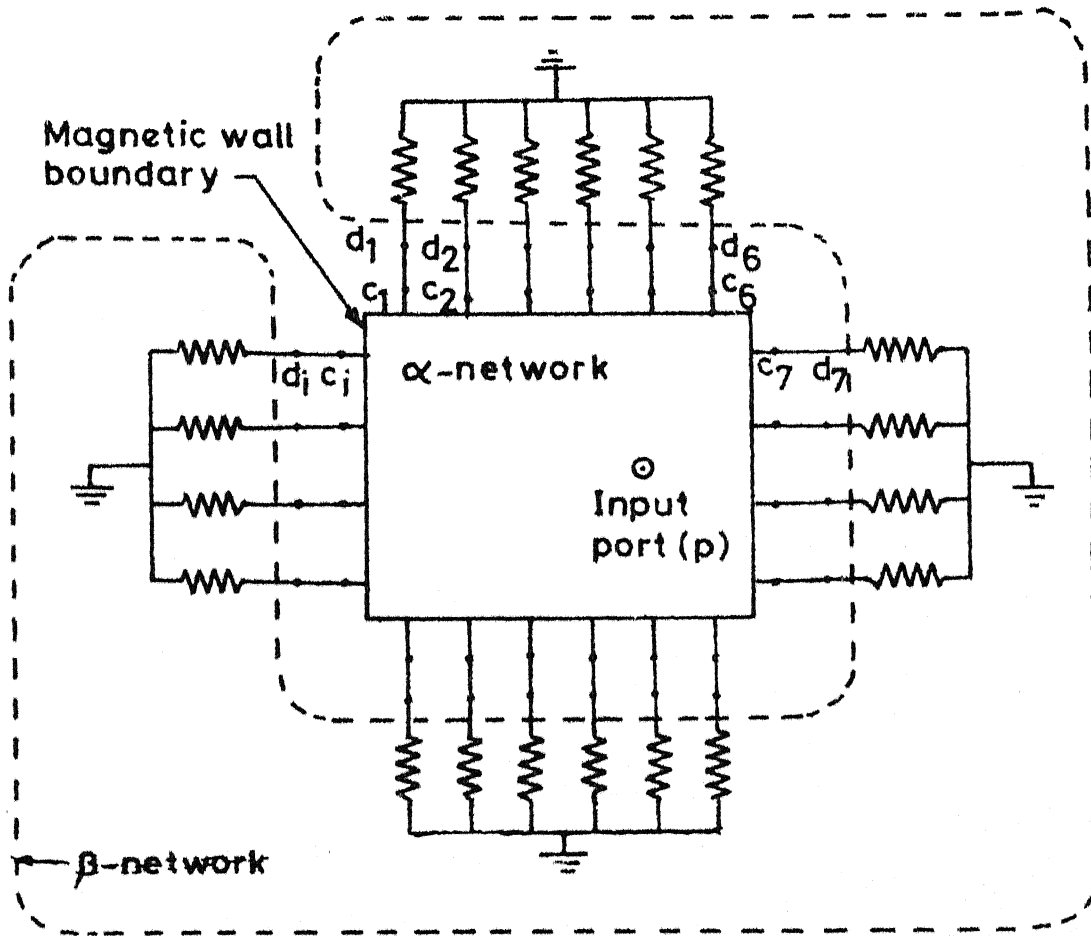 Magnetic wall
boundary
d1 d2 d6
c1 c2 c6
di ci
α-network
c7 d7
Input
port (p)
β-network